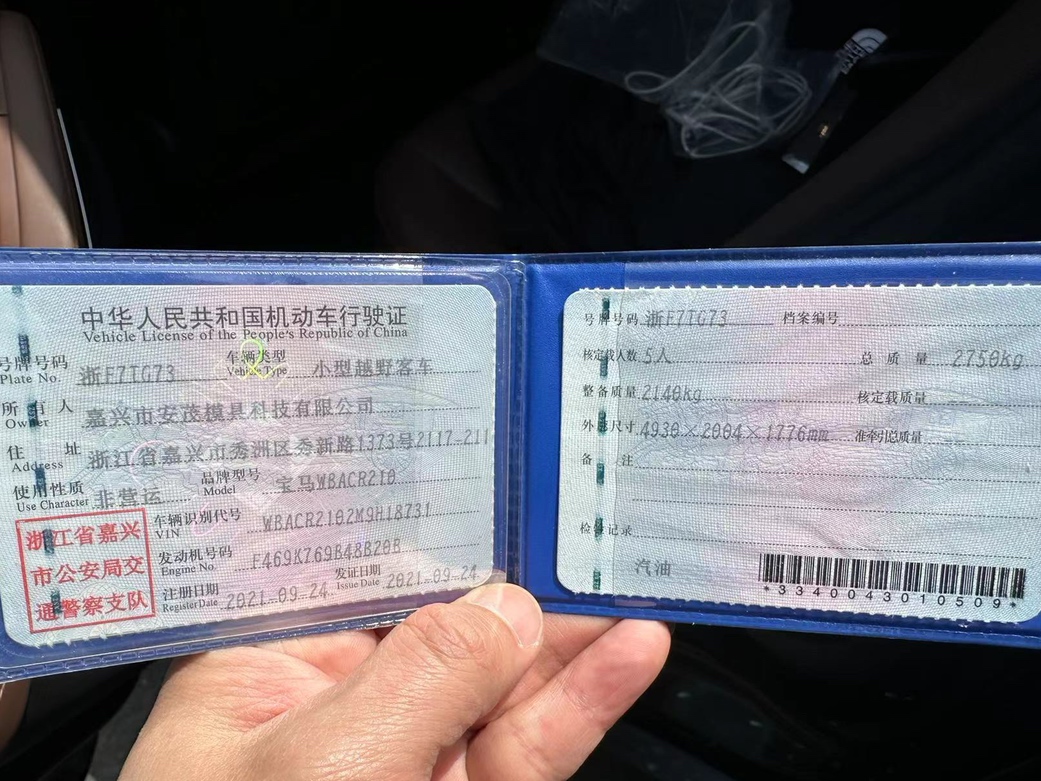 中华人民共和国机动车行驶证
Vehicle License of the People's Republic of China
号牌号码 浙F7TG73 车辆类型 小型越野客车
Plate No. Vehicle Type
所有人 嘉兴市安茂模具科技有限公司
Owner
住址 浙江省嘉兴市秀洲区秀新路1373号2117-211
Address
使用性质 非营运 品牌型号 宝马WBACR210
Use Character Model
浙江省嘉兴
市公安局交
通警察支队
车辆识别代号 WBACR2102M9H18731
VIN
发动机号码 F469K769B48B20B
Engine No.
注册日期 2021-09-24 发证日期 2021-09-24
Register Date Issue Date
号牌号码 浙F7TG73 档案编号
核定载人数 5人 总质量 2750Kg
整备质量 2140Kg 核定载质量
外廓尺寸 4930×2004×1776mm 准牵引总质量
备注
检验记录
汽油
*3340043010509*